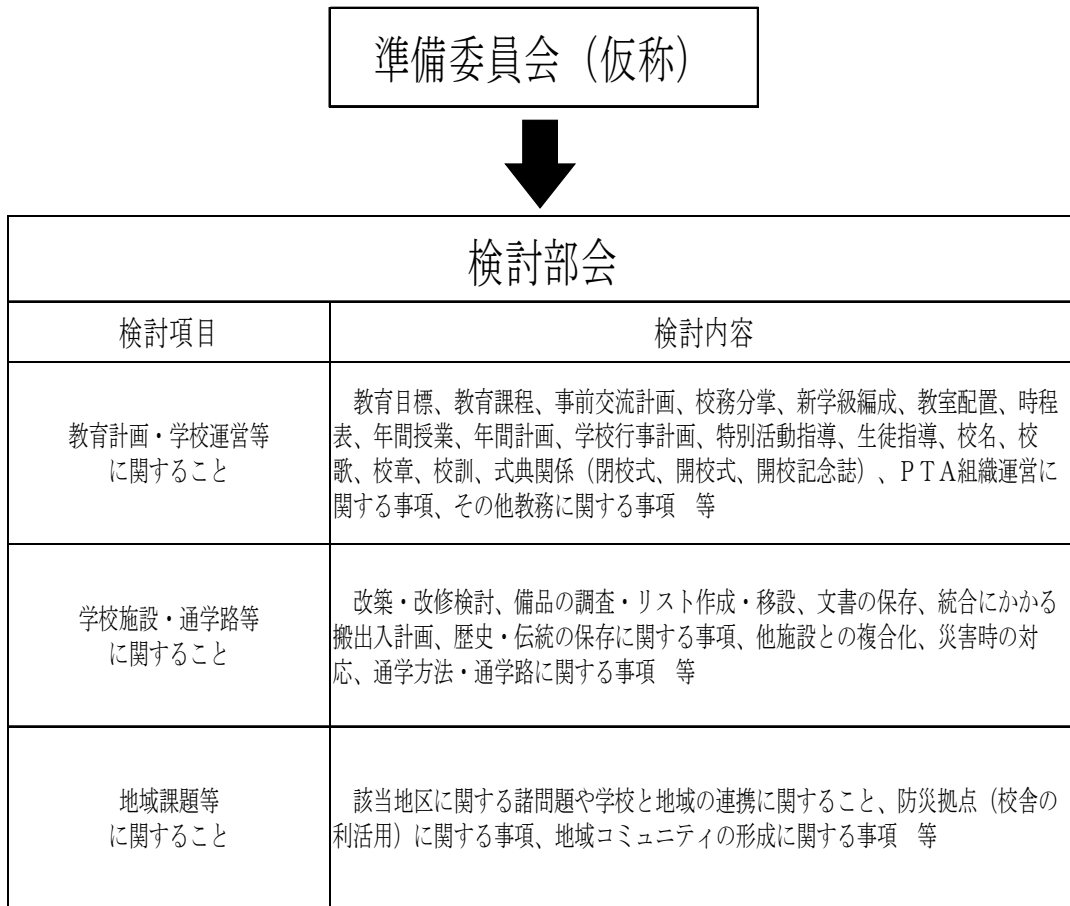 準備委員会（仮称）
検討部会
検討項目
検討内容
教育計画・学校運営等
に関すること
　教育目標、教育課程、事前交流計画、校務分掌、新学級編成、教室配置、時程
表、年間授業、年間計画、学校行事計画、特別活動指導、生徒指導、校名、校
歌、校章、校訓、式典関係（閉校式、開校式、開校記念誌）、ＰＴＡ組織運営に
関する事項、その他教務に関する事項　等
学校施設・通学路等
に関すること
　改築・改修検討、備品の調査・リスト作成・移設、文書の保存、統合にかかる
搬出入計画、歴史・伝統の保存に関する事項、他施設との複合化、災害時の対
応、通学方法・通学路に関する事項　等
地域課題等
に関すること
　該当地区に関する諸問題や学校と地域の連携に関すること、防災拠点（校舎の
利活用）に関する事項、地域コミュニティの形成に関する事項　等